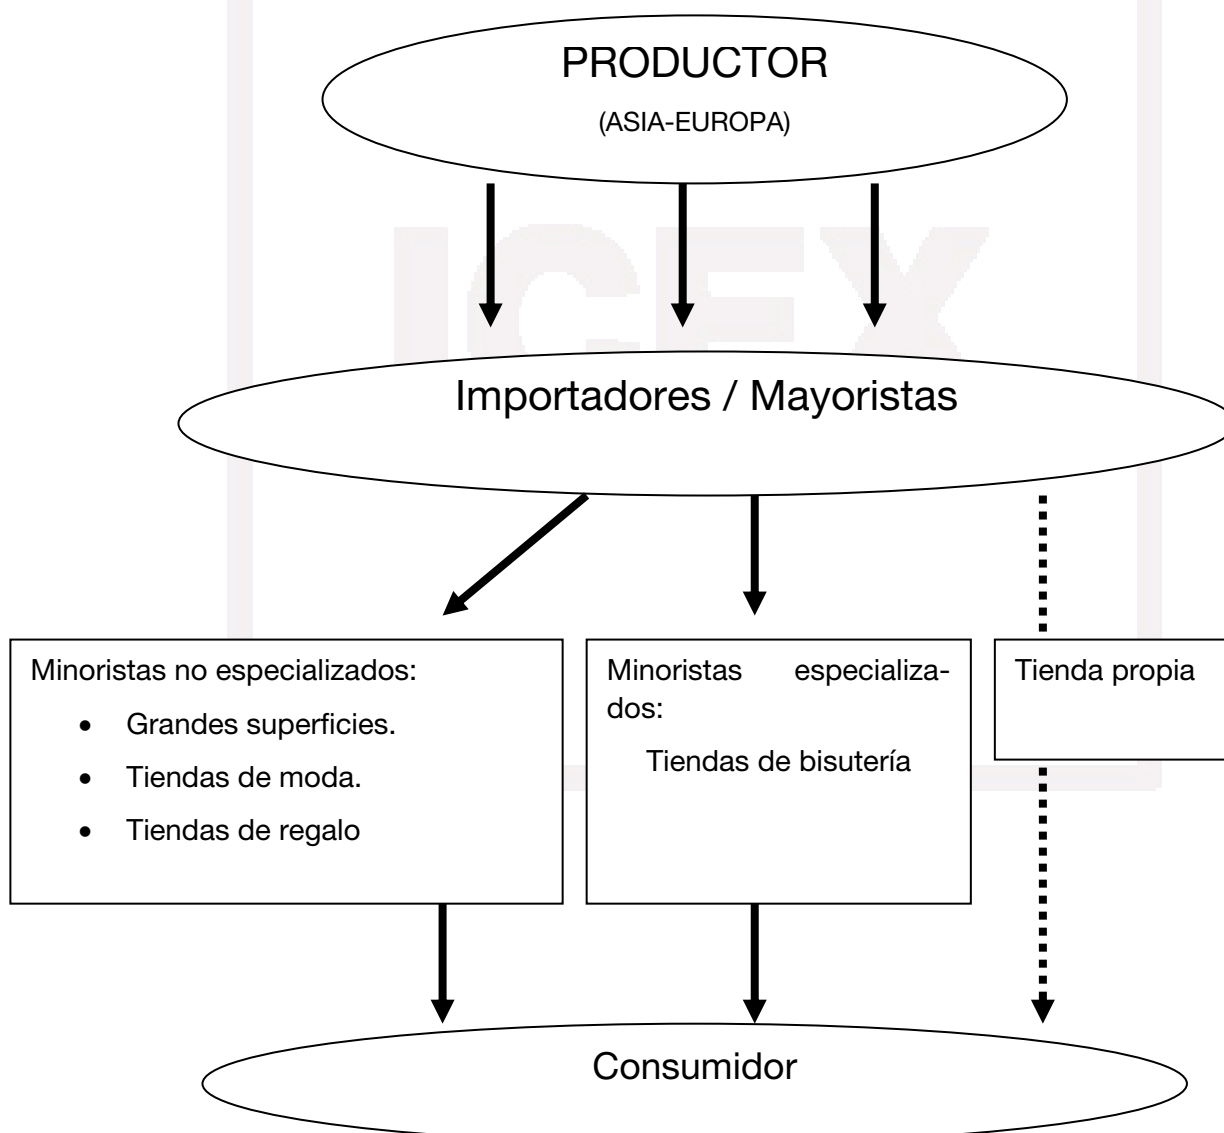 PRODUCTOR
(ASIA-EUROPA)
ICEX
Importadores / Mayoristas
Minoristas no especializados:
• Grandes superficies.
• Tiendas de moda.
• Tiendas de regalo
Minoristas especializa-
dos:
Tiendas de bisutería
Tienda propia
Consumidor